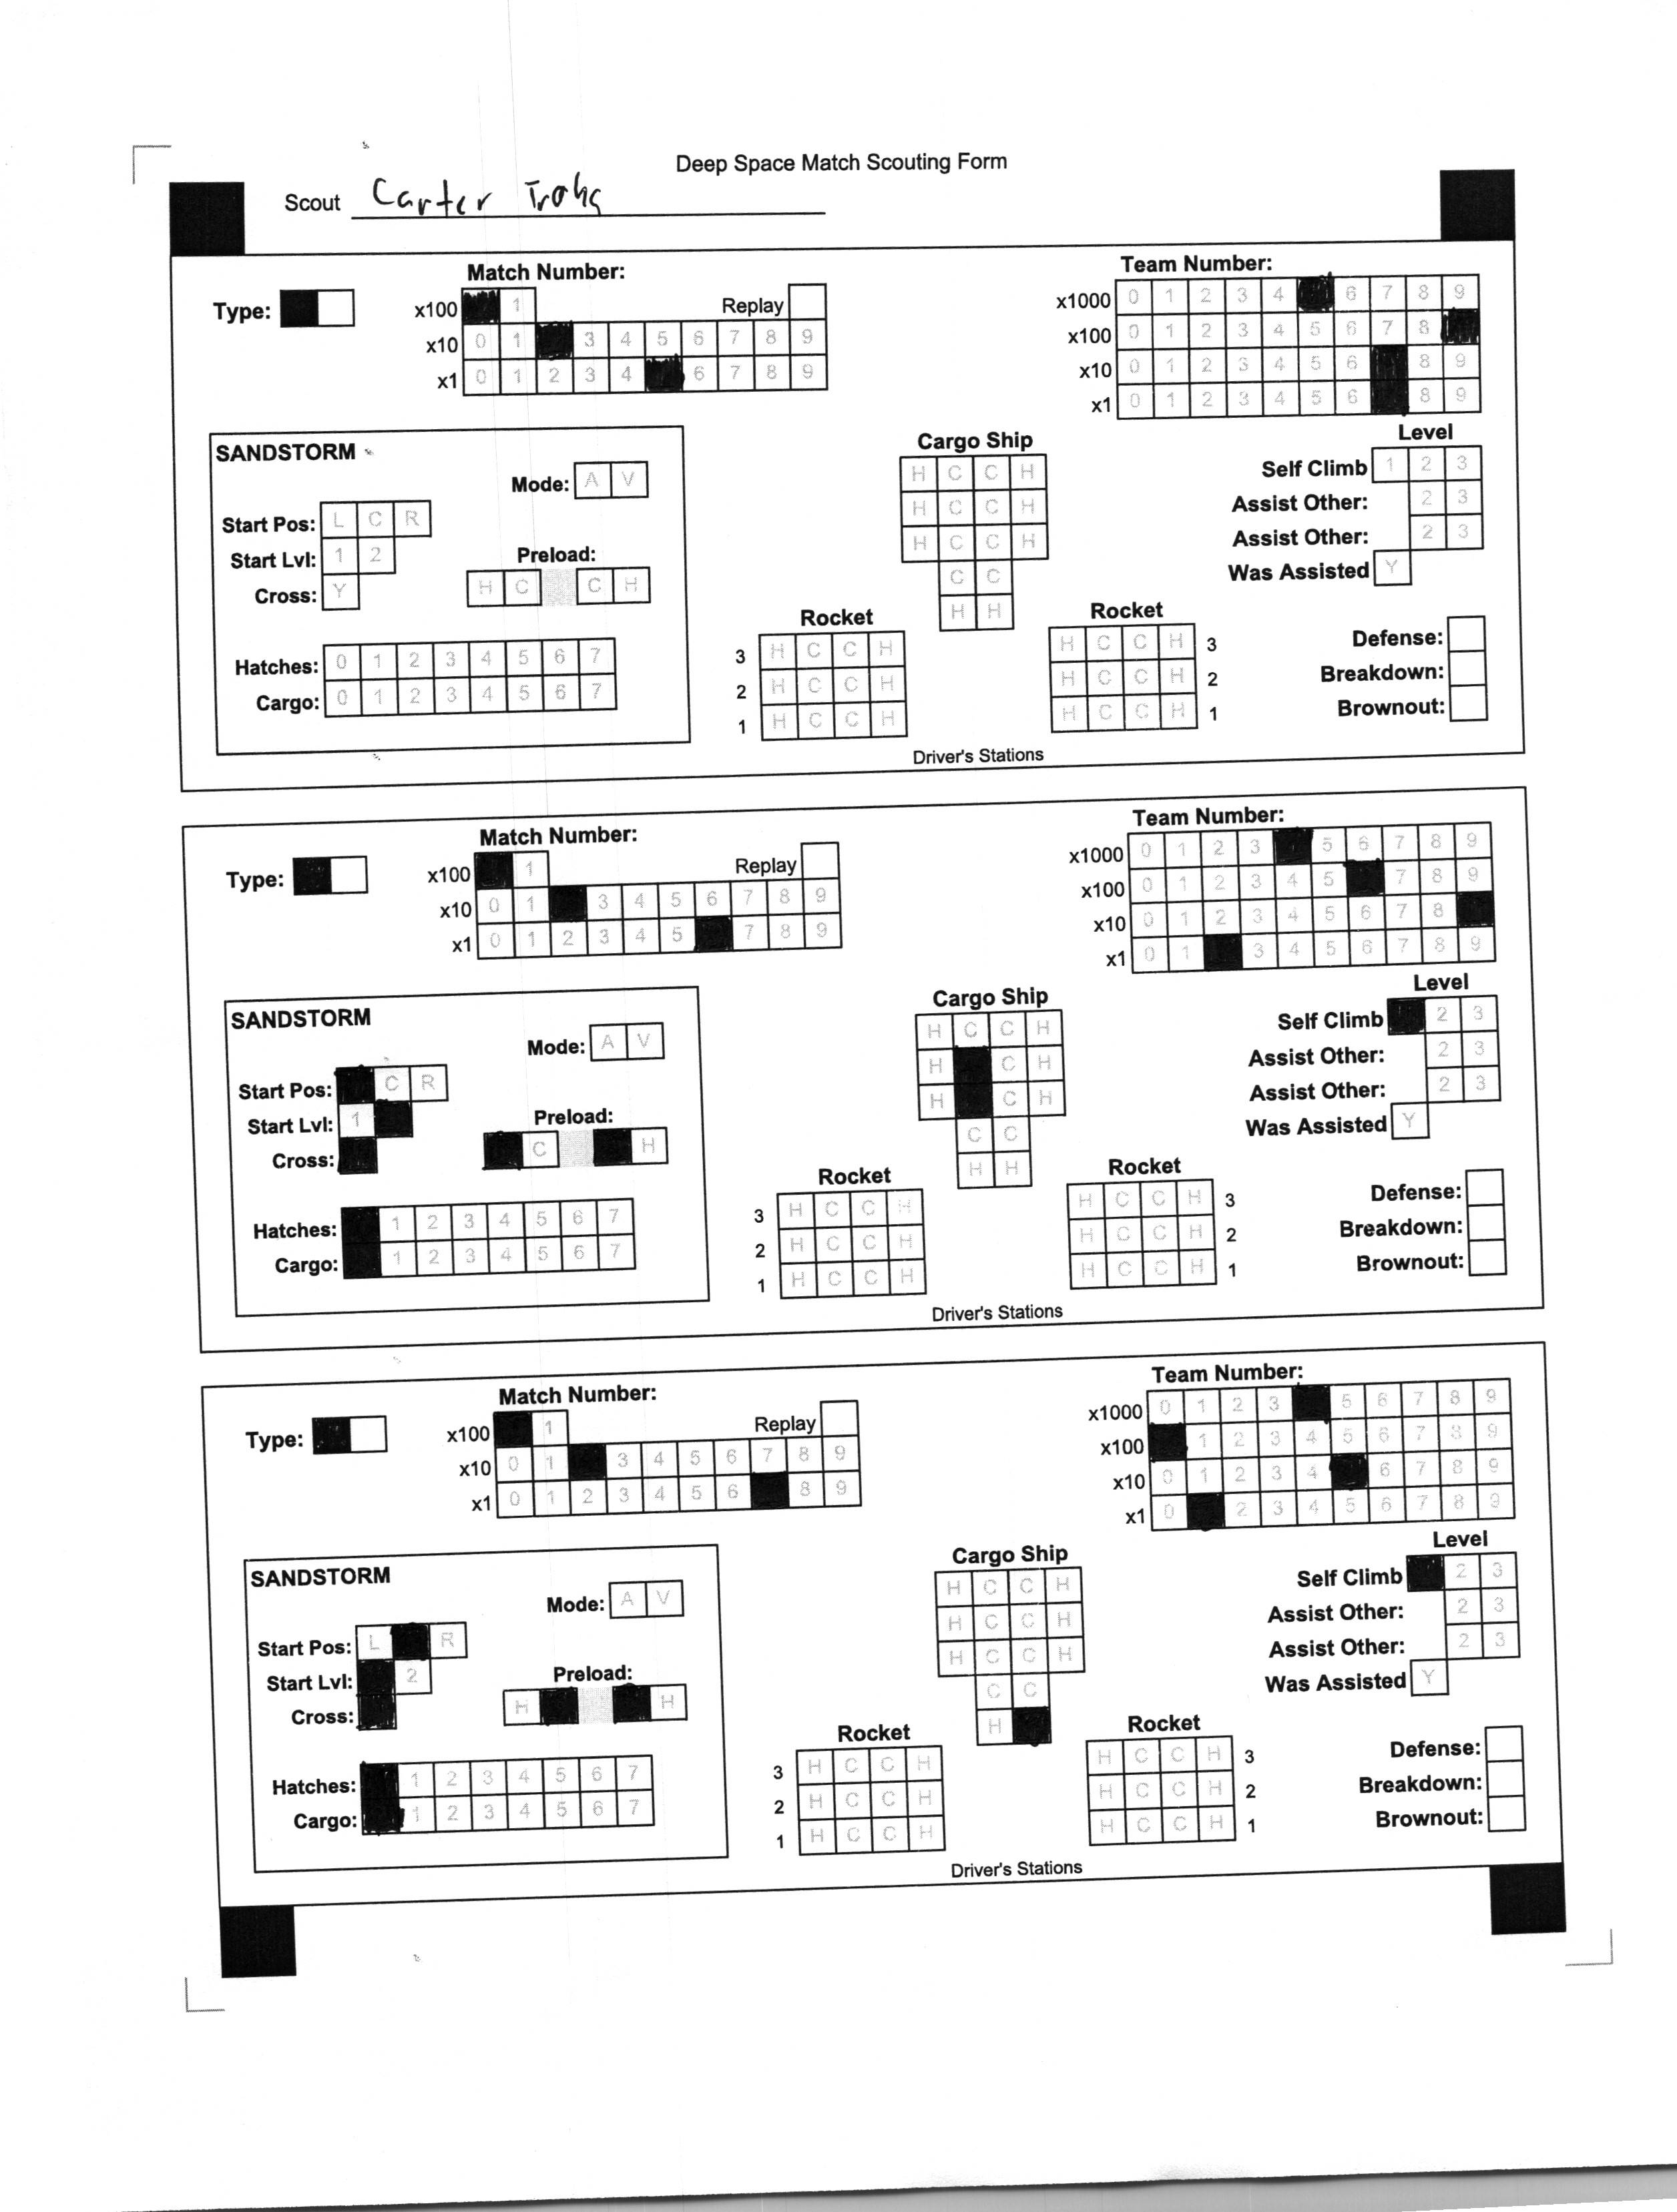 Deep Space Match Scouting Form
Scout Carter
Match Number: Team Number:
Type: x100 1 Replay x1000 0 1 2 3 4 6 7 8 9
x10 0 1 3 4 5 6 7 8 9 x100 0 1 2 3 4 5 6 7 8
x1 0 1 2 3 4 6 7 8 9 x10 0 1 2 3 4 5 6 8 9
x1 0 1 2 3 4 5 6 8 9
SANDSTORM Cargo Ship Level
Mode: A V H C C H Self Climb 1 2 3
Start Pos: L C R H C C H Assist Other: 2 3
Start Lvl: 1 2 Preload: H C C H Assist Other: 2 3
Cross: Y H C C H C C Was Assisted Y
H H
Rocket Rocket
Hatches: 0 1 2 3 4 5 6 7 3 H C C H H C C H 3 Defense:
Cargo: 0 1 2 3 4 5 6 7 2 H C C H H C C H 2 Breakdown:
1 H C C H H C C H 1 Brownout:
Driver's Stations
Match Number: Team Number:
Type: x100 1 Replay x1000 0 1 2 3 5 6 7 8 9
x10 0 1 3 4 5 6 7 8 9 x100 0 1 2 3 4 5 7 8 9
x1 0 1 2 3 4 5 7 8 9 x10 0 1 2 3 4 5 6 7 8
x1 0 1 3 4 5 6 7 8 9
SANDSTORM Cargo Ship Level
Mode: A V H C C H Self Climb 2 3
Start Pos: C R H C H Assist Other: 2 3
Start Lvl: 1 Preload: H C H Assist Other: 2 3
Cross: C H C C Was Assisted Y
H H
Rocket Rocket
Hatches: 1 2 3 4 5 6 7 3 H C C H H C C H 3 Defense:
Cargo: 1 2 3 4 5 6 7 2 H C C H H C C H 2 Breakdown:
1 H C C H H C C H 1 Brownout:
Driver's Stations
Match Number: Team Number:
Type: x100 1 Replay x1000 0 1 2 3 5 6 7 8 9
x10 0 1 3 4 5 6 7 8 9 x100 1 2 3 4 5 6 7 8 9
x1 0 1 2 3 4 5 6 8 9 x10 0 1 2 3 4 6 7 8 9
x1 0 2 3 4 5 6 7 8 9
SANDSTORM Cargo Ship Level
Mode: A V H C C H Self Climb 2 3
Start Pos: L R H C C H Assist Other: 2 3
Start Lvl: 2 Preload: H C C H Assist Other: 2 3
Cross: H H C C Was Assisted Y
H
Rocket Rocket
Hatches: 1 2 3 4 5 6 7 3 H C C H H C C H 3 Defense:
Cargo: 1 2 3 4 5 6 7 2 H C C H H C C H 2 Breakdown:
1 H C C H H C C H 1 Brownout:
Driver's Stations